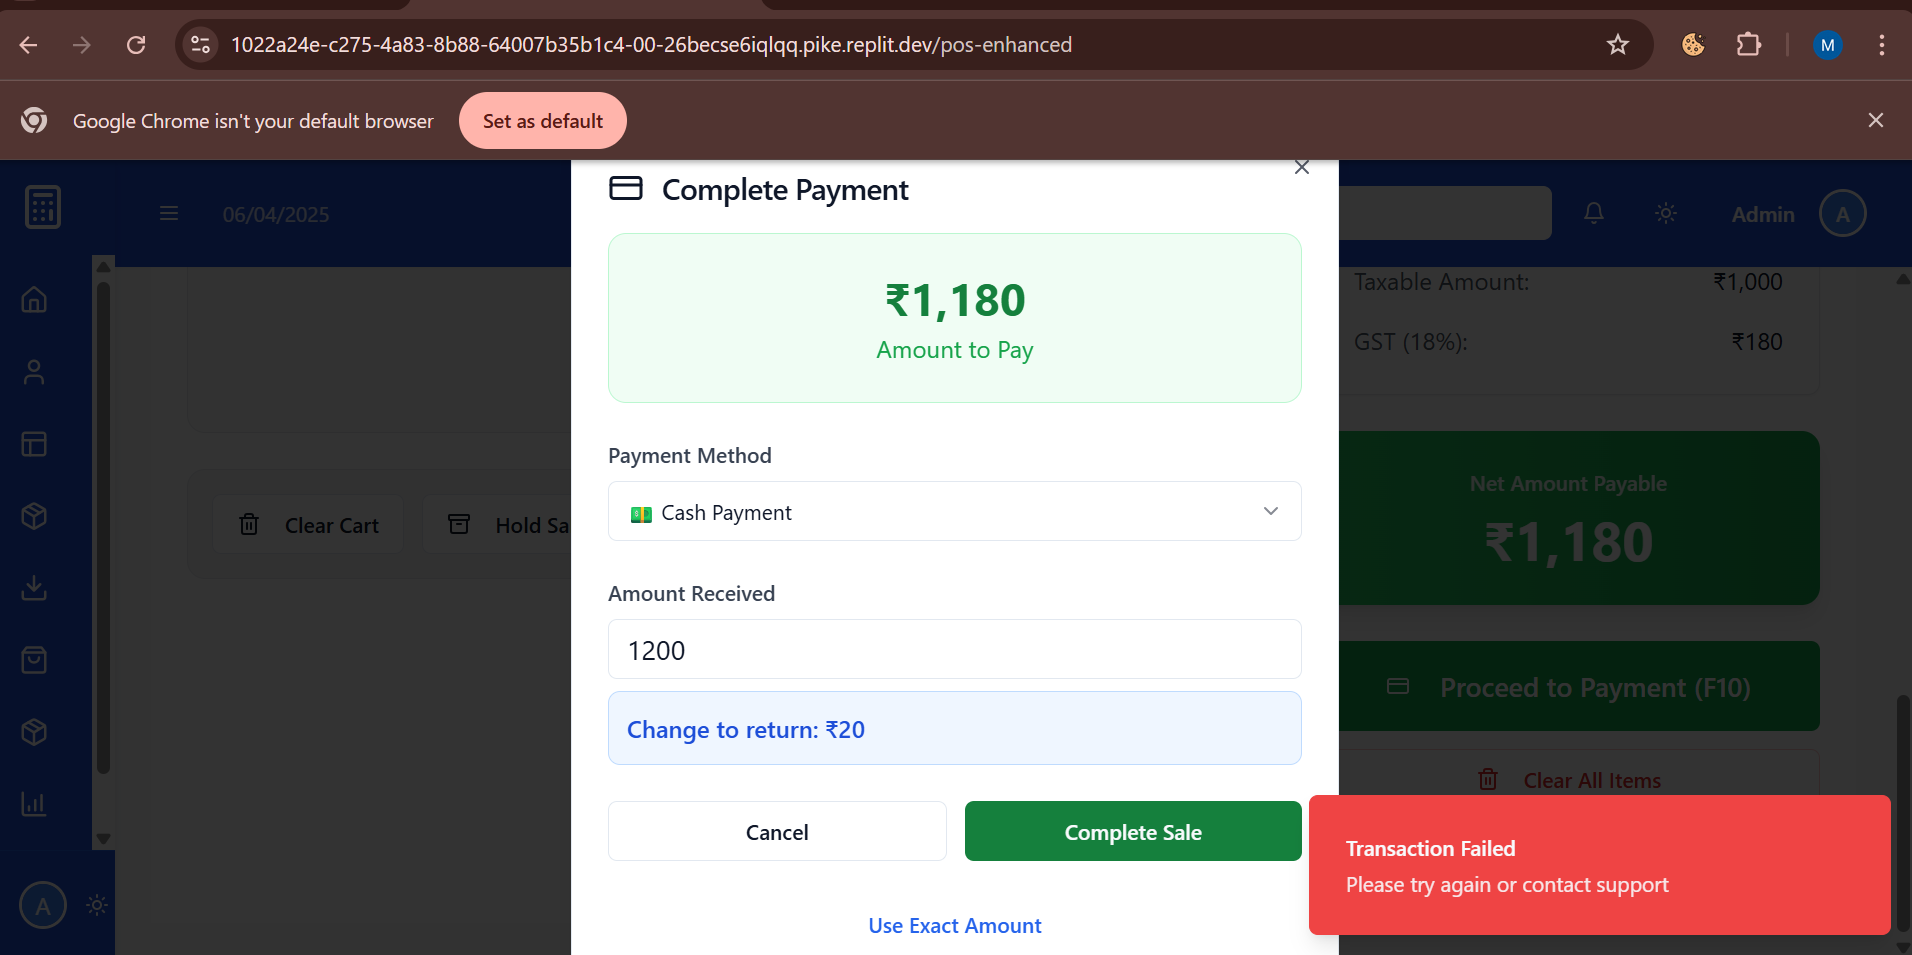 1022a24e-c275-4a83-8b88-64007b35b1c4-00-26becse6iqlqq.pike.replit.dev/pos-enhanced
M
Google Chrome isn't your default browser
Set as default
06/04/2025
Admin
A
Complete Payment
₹1,180
Amount to Pay
Payment Method
Cash Payment
Amount Received
1200
Change to return: ₹20
Cancel
Complete Sale
Use Exact Amount
Clear Cart
Hold Sa
Taxable Amount: ₹1,000
GST (18%): ₹180
Net Amount Payable
₹1,180
Proceed to Payment (F10)
Clear All Items
Transaction Failed
Please try again or contact support
A